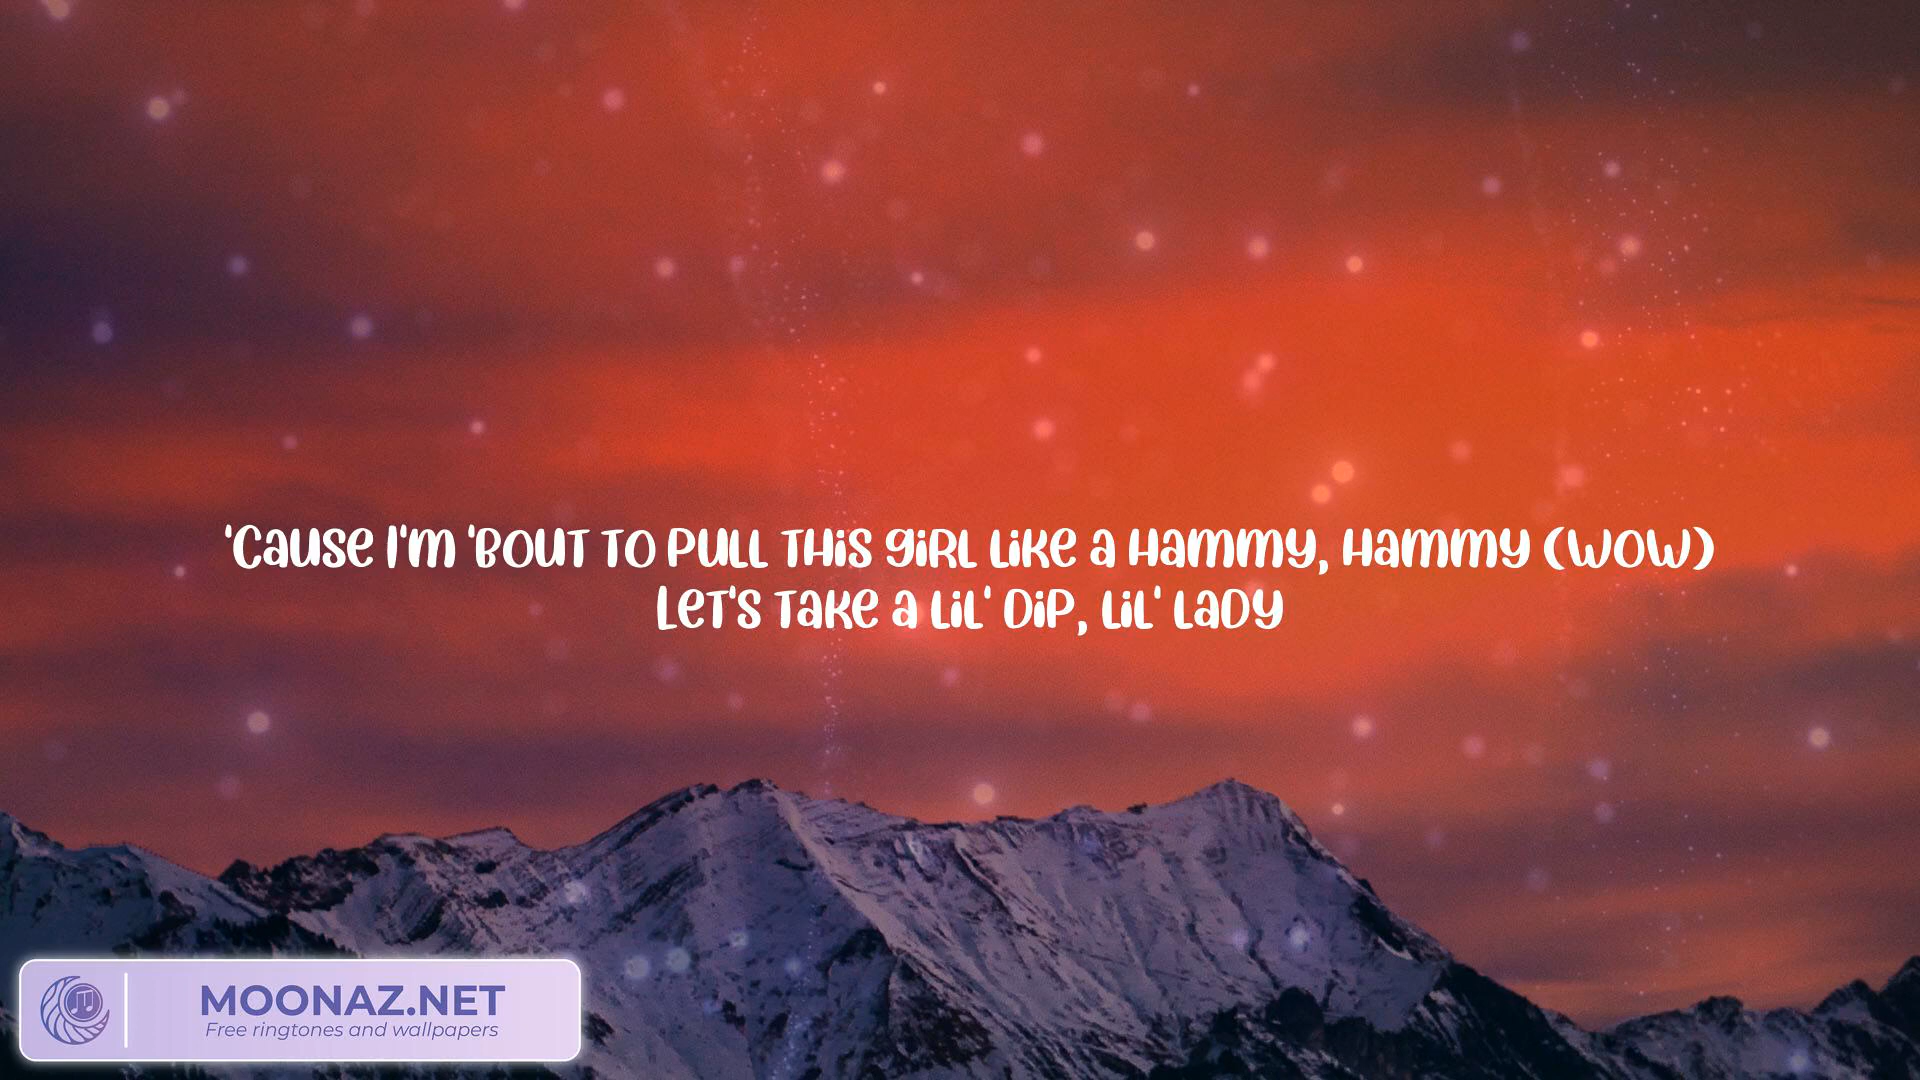 'Cause I'm 'bout to pull this girl like a hammy, hammy (wow)
Let's take a lil' dip, lil' lady
MOONAZ.NET
Free ringtones and wallpapers